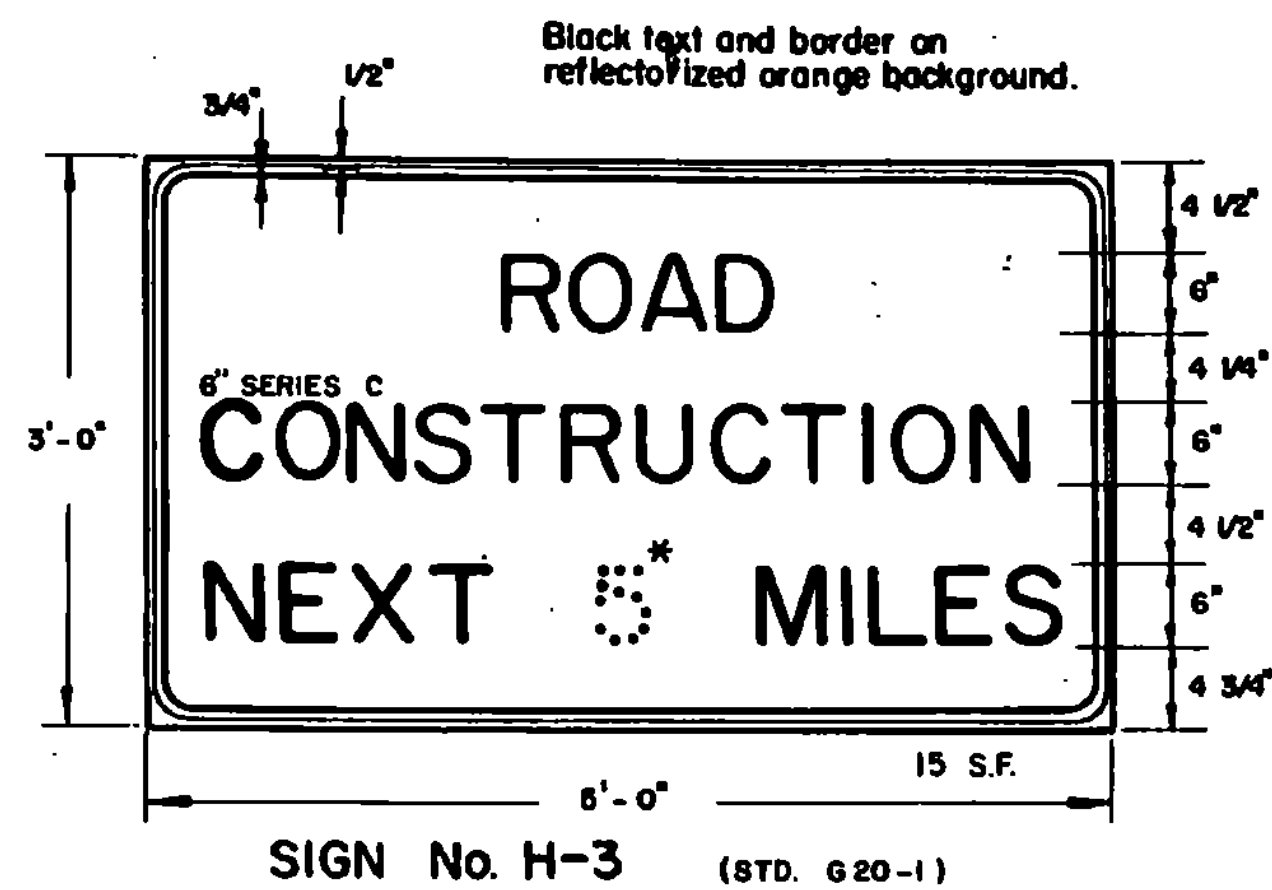 Black text and border on
reflectorized orange background.
3/4"
1/2"
4 1/2"
ROAD
6"
4 1/4"
6" SERIES C
CONSTRUCTION
3'-0"
6"
4 1/2"
NEXT 5* MILES
6"
4 3/4"
15 S.F.
5'-0"
SIGN No. H-3 (STD. G20-1)